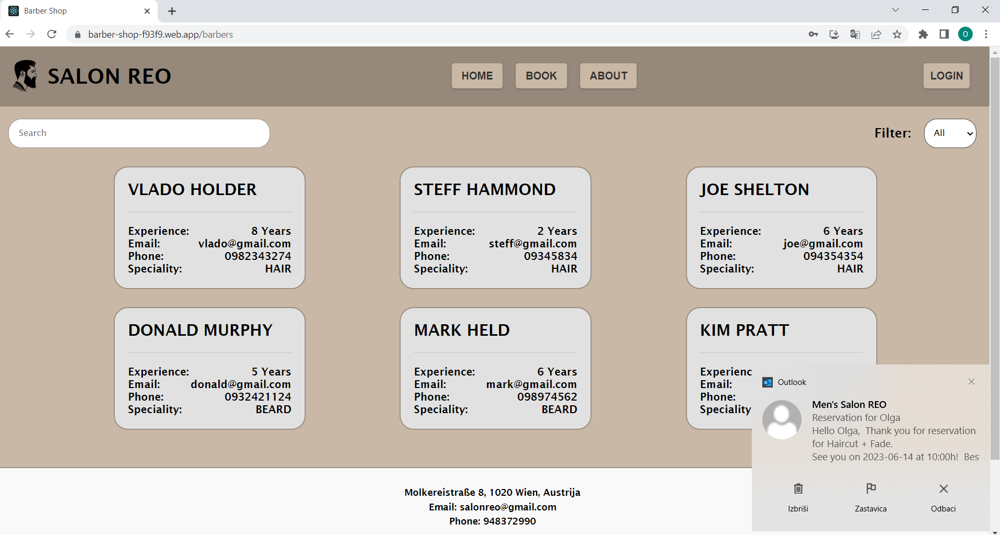 Barber Shop
barber-shop-f93f9.web.app/barbers
O
SALON REO
HOME
BOOK
ABOUT
LOGIN
Search
Filter:
All
VLADO HOLDER
Experience: 8 Years
Email: vlado@gmail.com
Phone: 0982343274
Speciality: HAIR
STEFF HAMMOND
Experience: 2 Years
Email: steff@gmail.com
Phone: 09345834
Speciality: HAIR
JOE SHELTON
Experience: 6 Years
Email: joe@gmail.com
Phone: 094354354
Speciality: HAIR
DONALD MURPHY
Experience: 5 Years
Email: donald@gmail.com
Phone: 0932421124
Speciality: BEARD
MARK HELD
Experience: 6 Years
Email: mark@gmail.com
Phone: 098974562
Speciality: BEARD
KIM PRATT
Experienc
Email:
Phone:
Speciality
Outlook
Men's Salon REO
Reservation for Olga
Hello Olga, Thank you for reservation
for Haircut + Fade.
See you on 2023-06-14 at 10:00h! Bes
Izbriši
Zastavica
Odbaci
Molkereistraße 8, 1020 Wien, Austrija
Email: salonreo@gmail.com
Phone: 948372990